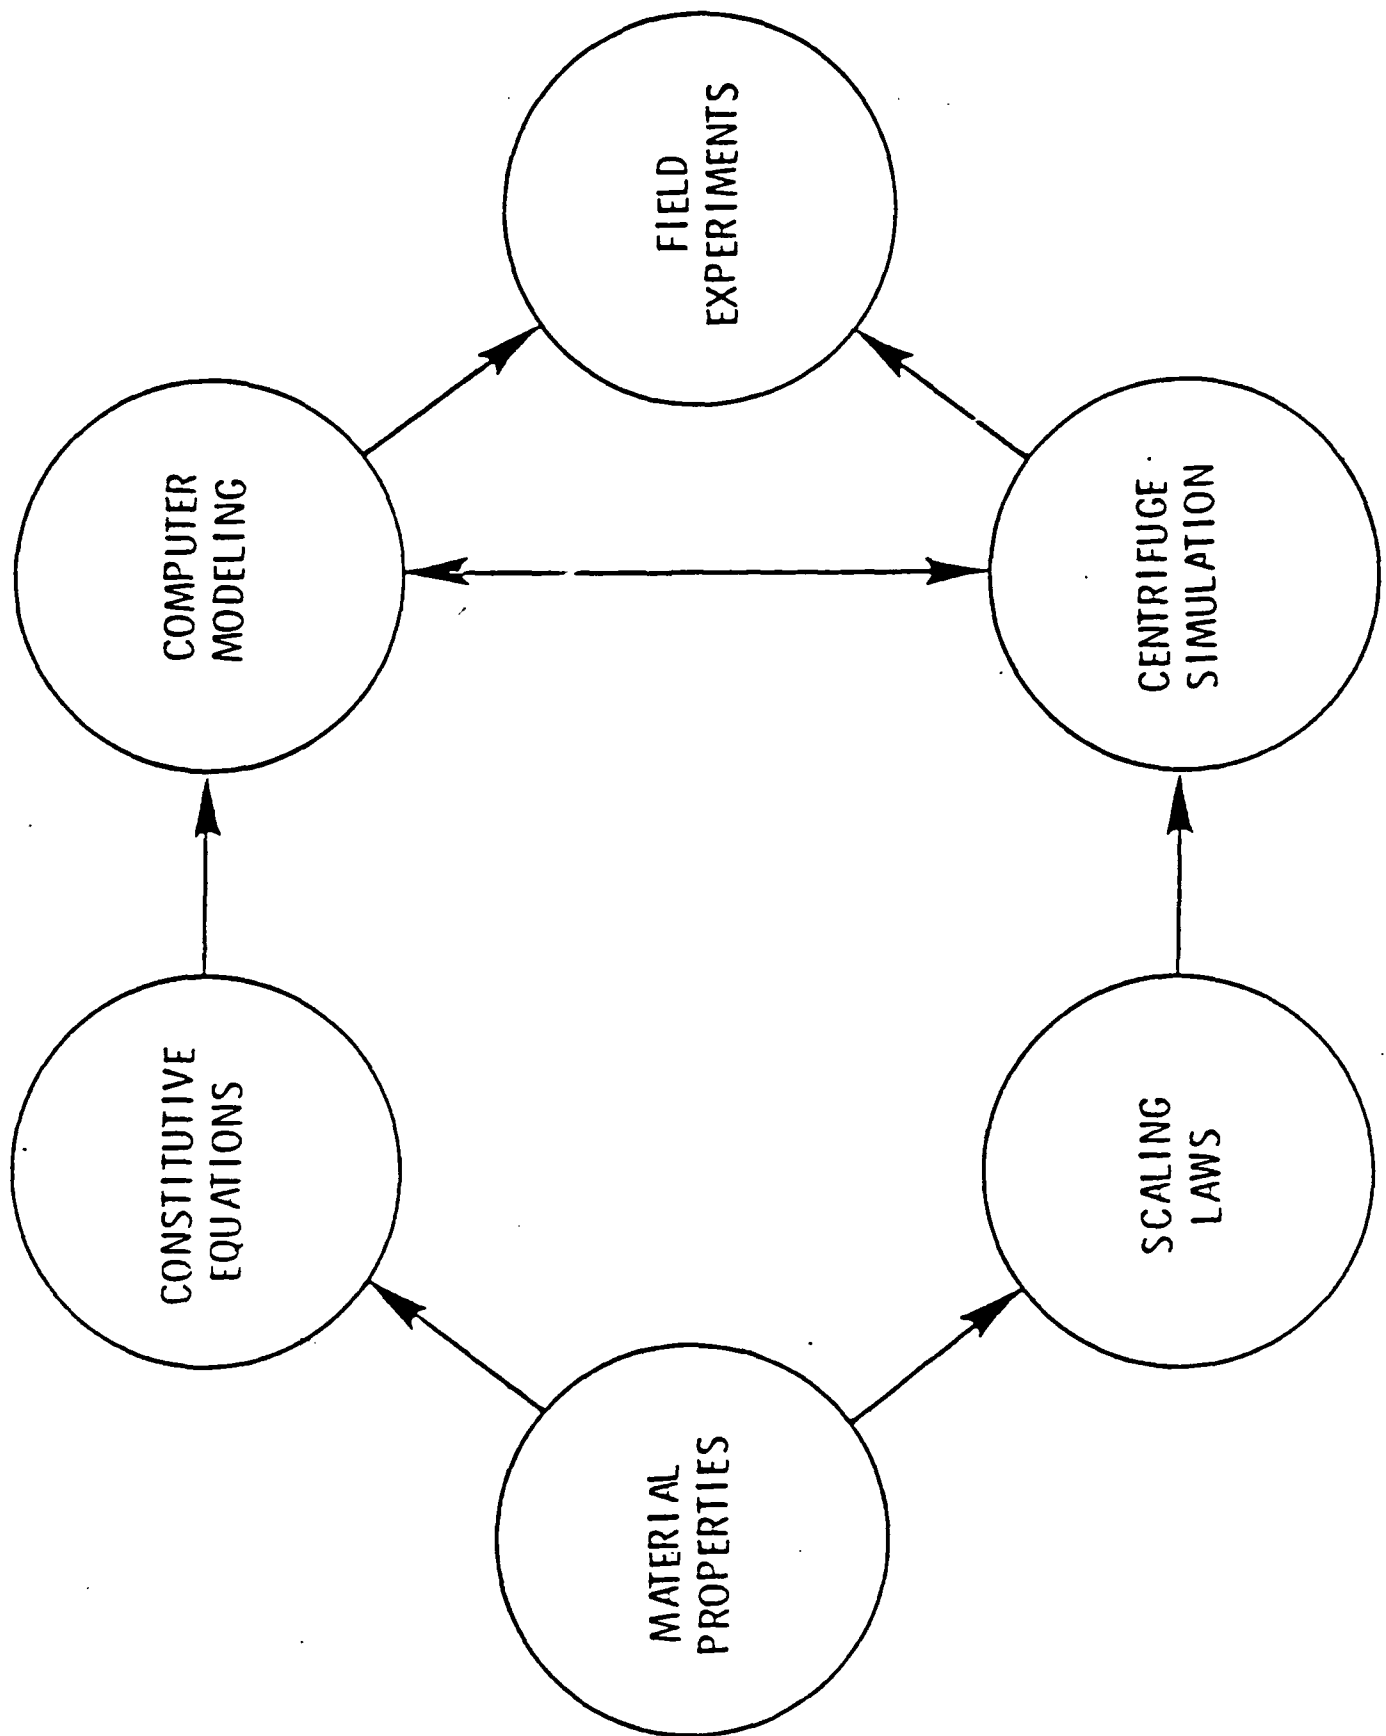 MATERIAL
PROPERTIES
CONSTITUTIVE
EQUATIONS
SCALING
LAWS
COMPUTER
MODELING
CENTRIFUGE
SIMULATION
FIELD
EXPERIMENTS